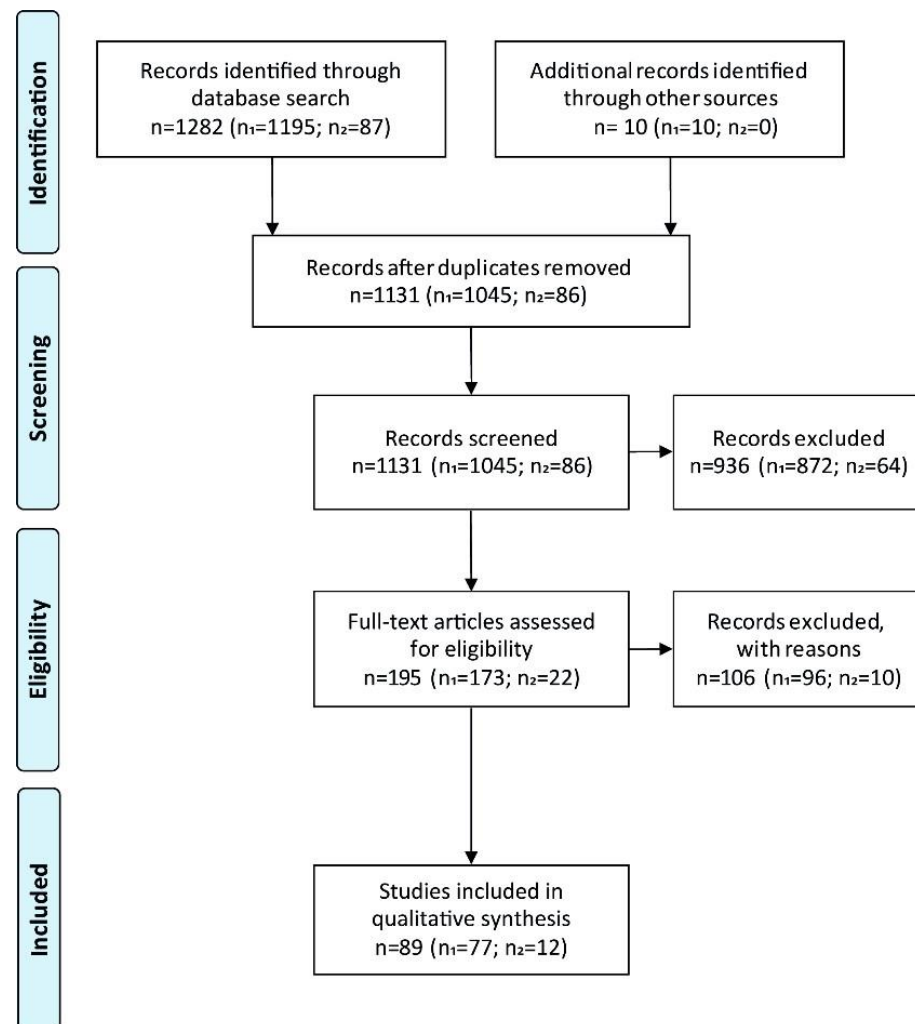 Identification
Records identified through
database search
n=1282 (n₁=1195; n₂=87)
Additional records identified
through other sources
n= 10 (n₁=10; n₂=0)
Records after duplicates removed
n=1131 (n₁=1045; n₂=86)
Screening
Records screened
n=1131 (n₁=1045; n₂=86)
Records excluded
n=936 (n₁=872; n₂=64)
Eligibility
Full-text articles assessed
for eligibility
n=195 (n₁=173; n₂=22)
Records excluded,
with reasons
n=106 (n₁=96; n₂=10)
Included
Studies included in
qualitative synthesis
n=89 (n₁=77; n₂=12)